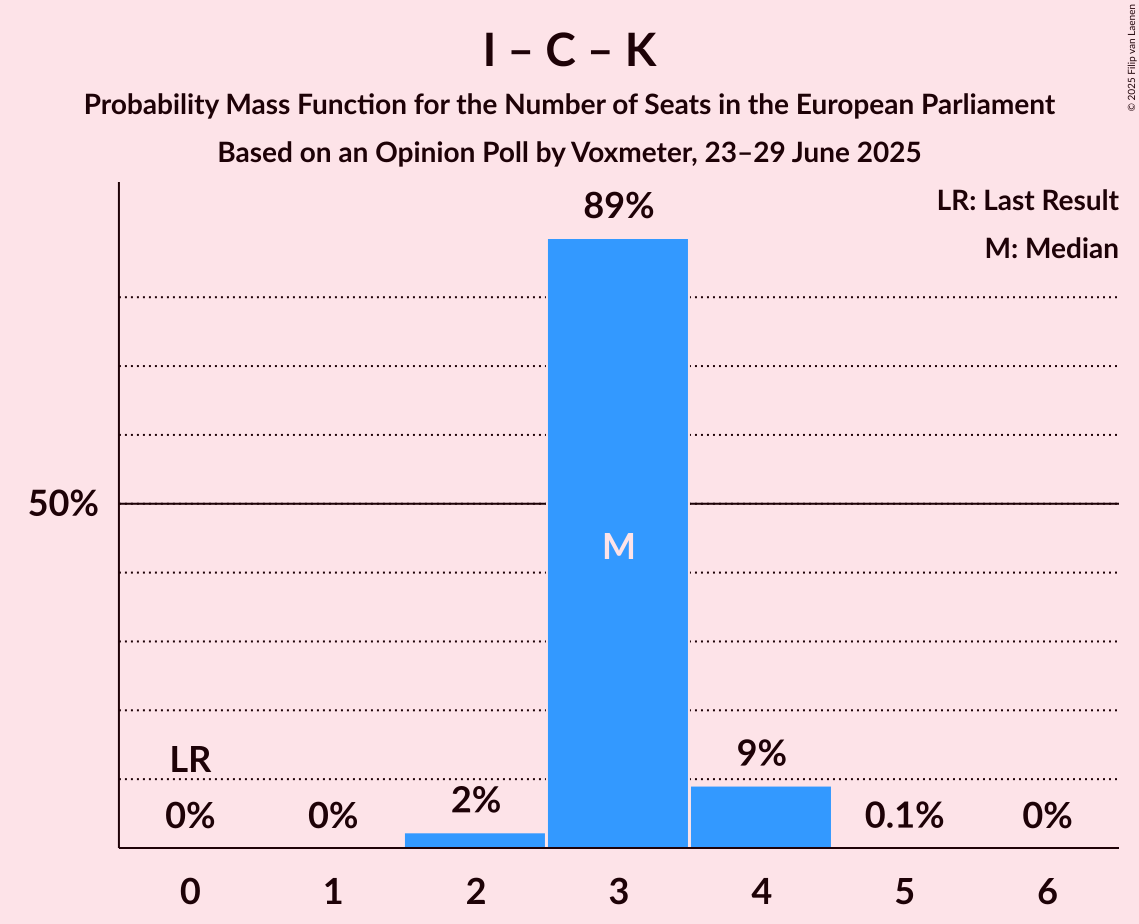 I – C – K
Probability Mass Function for the Number of Seats in the European Parliament
Based on an Opinion Poll by Voxmeter, 23–29 June 2025
© 2025 Filip van Laenen
LR: Last Result
M: Median
89%
50%
M
LR
0%
0%
2%
9%
0.1%
0%
0 1 2 3 4 5 6